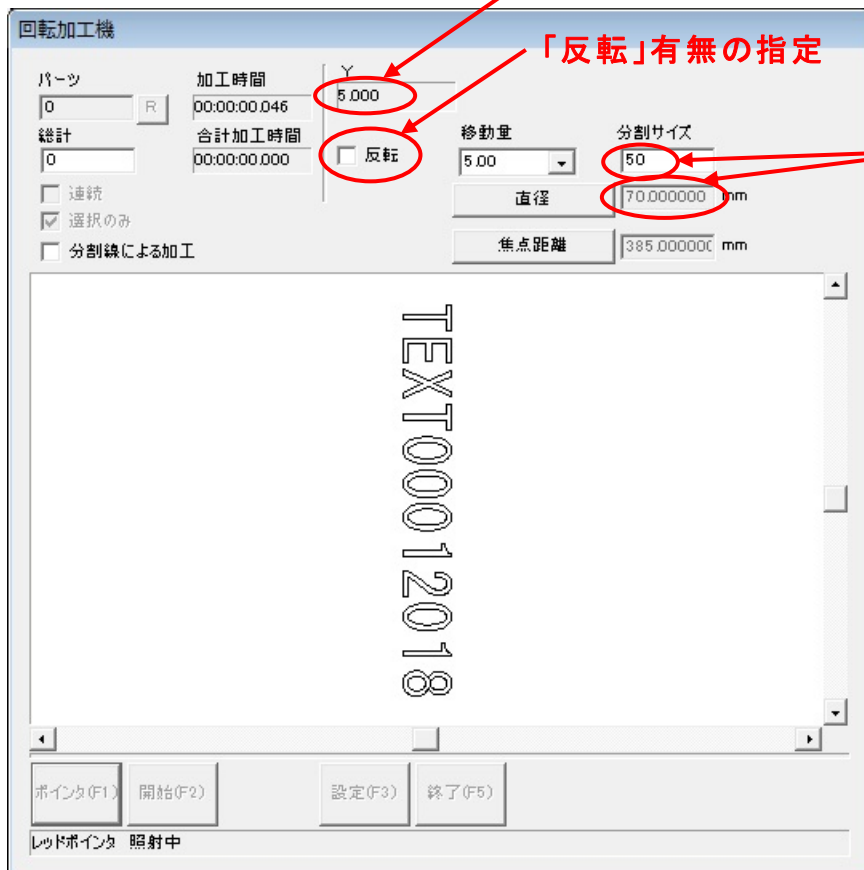 回転加工機
「反転」有無の指定
パーツ 加工時間 Y
0 R 00:00:00.046 5.000
総計 合計加工時間 移動量 分割サイズ
0 00:00:00.000 反転 5.00 50
連続 直径 70.000000 mm
選択のみ
分割線による加工 焦点距離 385.000000 mm
TEXT00012018
ポインタ(F1) 開始(F2) 設定(F3) 終了(F5)
レッドポインタ 照射中